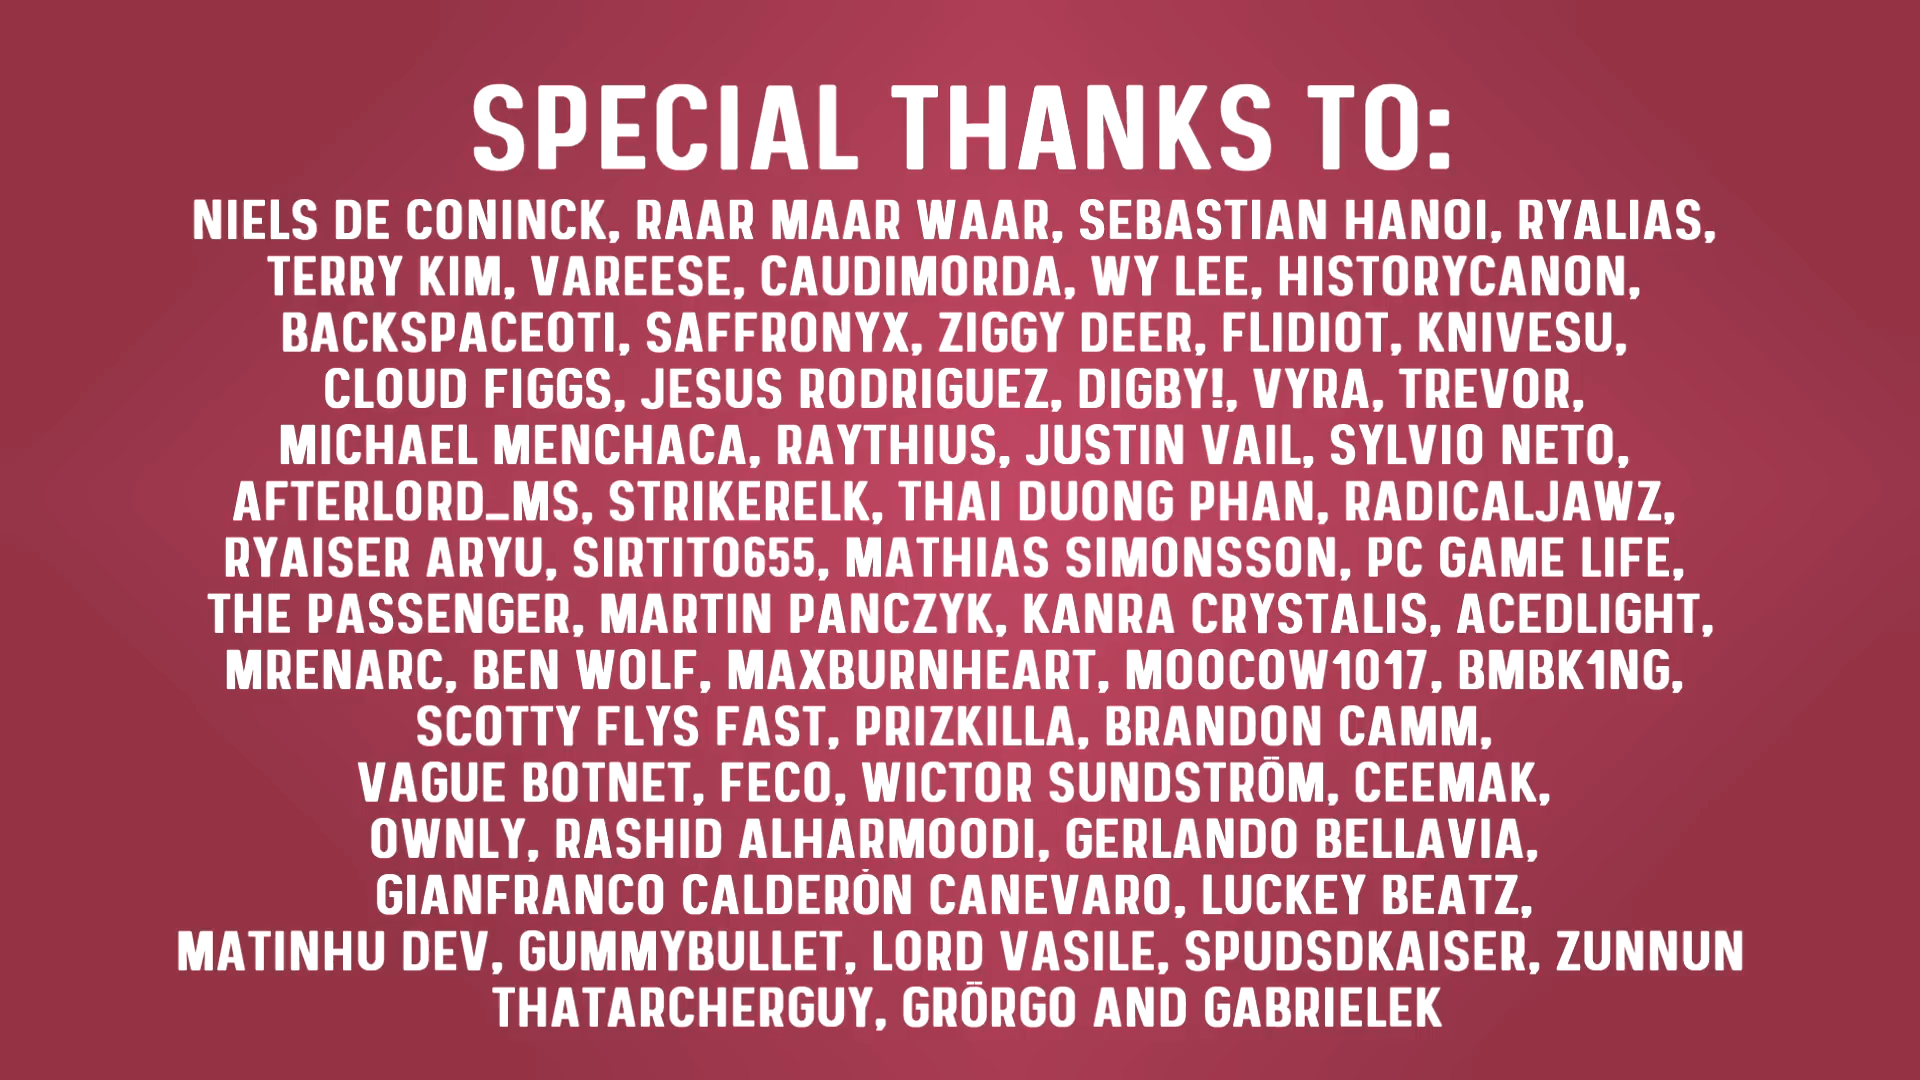 SPECIAL THANKS TO:
NIELS DE CONINCK, RAAR MAAR WAAR, SEBASTIAN HANOI, RYALIAS,
TERRY KIM, VAREESE, CAUDIMORDA, WY LEE, HISTORYCANON,
BACKSPACEOTI, SAFFRONYX, ZIGGY DEER, FLIDIOT, KNIVESU,
CLOUD FIGGS, JESUS RODRIGUEZ, DIGBY!, VYRA, TREVOR,
MICHAEL MENCHACA, RAYTHIUS, JUSTIN VAIL, SYLVIO NETO,
AFTERLORD_MS, STRIKERELK, THAI DUONG PHAN, RADICALJAWZ,
RYAISER ARYU, SIRTITO655, MATHIAS SIMONSSON, PC GAME LIFE,
THE PASSENGER, MARTIN PANCZYK, KANRA CRYSTALIS, ACEDLIGHT,
MRENARC, BEN WOLF, MAXBURNHEART, MOOCOW1017, BMBK1NG,
SCOTTY FLYS FAST, PRIZKILLA, BRANDON CAMM,
VAGUE BOTNET, FECO, WICTOR SUNDSTRÖM, CEEMAK,
OWNLY, RASHID ALHARMOODI, GERLANDO BELLAVIA,
GIANFRANCO CALDERÓN CANEVARO, LUCKEY BEATZ,
MATINHU DEV, GUMMYBULLET, LORD VASILE, SPUDSDKAISER, ZUNNUN
THATARCHERGUY, GRÖRGO AND GABRIELEK